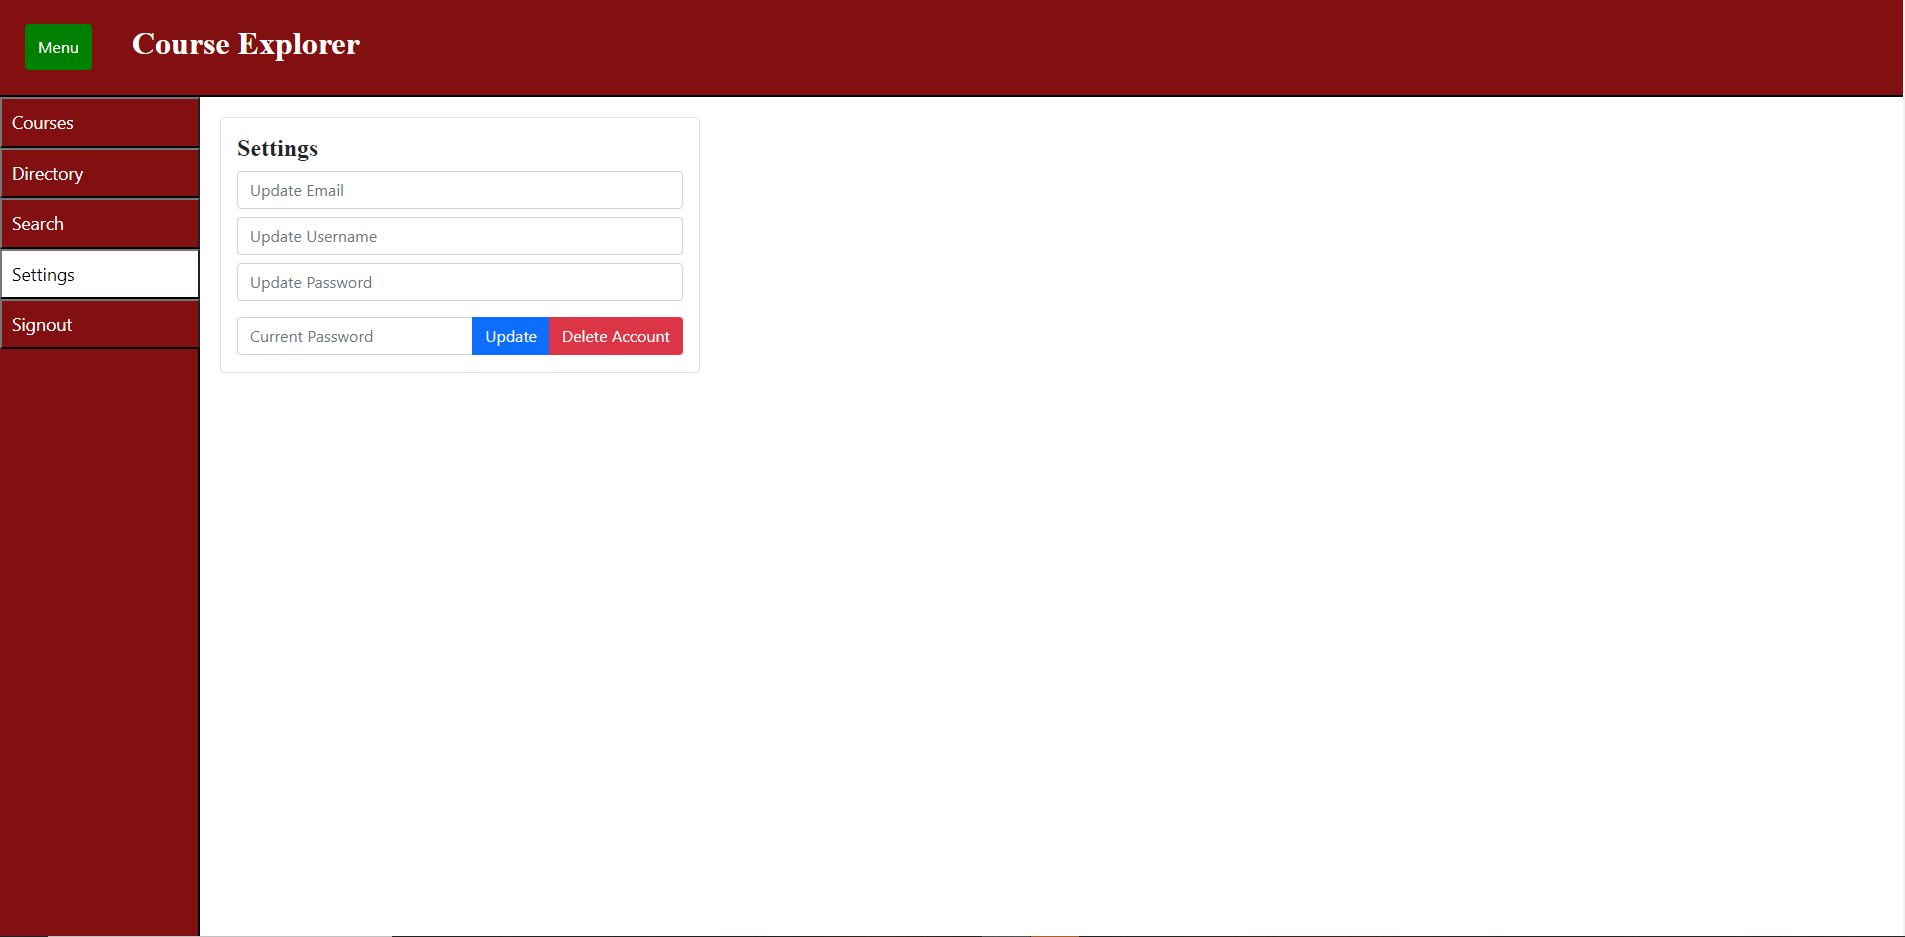 Menu Course Explorer
Courses
Directory
Search
Settings
Signout
Settings
Update Email
Update Username
Update Password
Current Password Update Delete Account